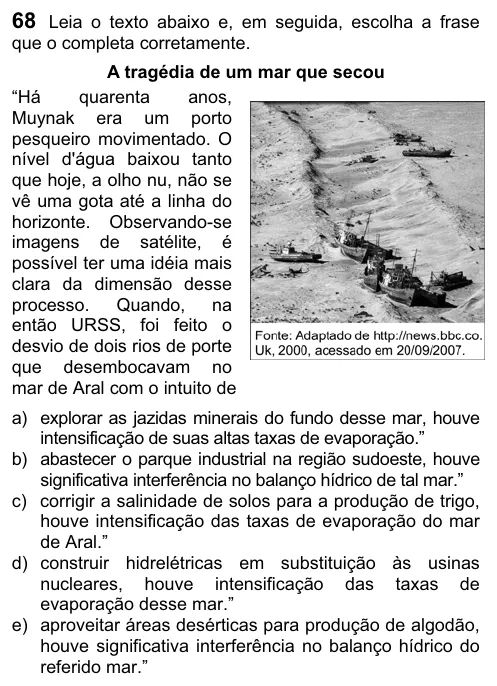 68 Leia o texto abaixo e, em seguida, escolha a frase
que o completa corretamente.
A tragédia de um mar que secou
“Há quarenta anos,
Muynak era um porto
pesqueiro movimentado. O
nível d'água baixou tanto
que hoje, a olho nu, não se
vê uma gota até a linha do
horizonte. Observando-se
imagens de satélite, é
possível ter uma idéia mais
clara da dimensão desse
processo. Quando, na
então URSS, foi feito o
desvio de dois rios de porte
que desembocavam no
mar de Aral com o intuito de
Fonte: Adaptado de http://news.bbc.co.
Uk, 2000, acessado em 20/09/2007.
a) explorar as jazidas minerais do fundo desse mar, houve
intensificação de suas altas taxas de evaporação.”
b) abastecer o parque industrial na região sudoeste, houve
significativa interferência no balanço hídrico de tal mar.”
c) corrigir a salinidade de solos para a produção de trigo,
houve intensificação das taxas de evaporação do mar
de Aral.”
d) construir hidrelétricas em substituição às usinas
nucleares, houve intensificação das taxas de
evaporação desse mar.”
e) aproveitar áreas desérticas para produção de algodão,
houve significativa interferência no balanço hídrico do
referido mar.”